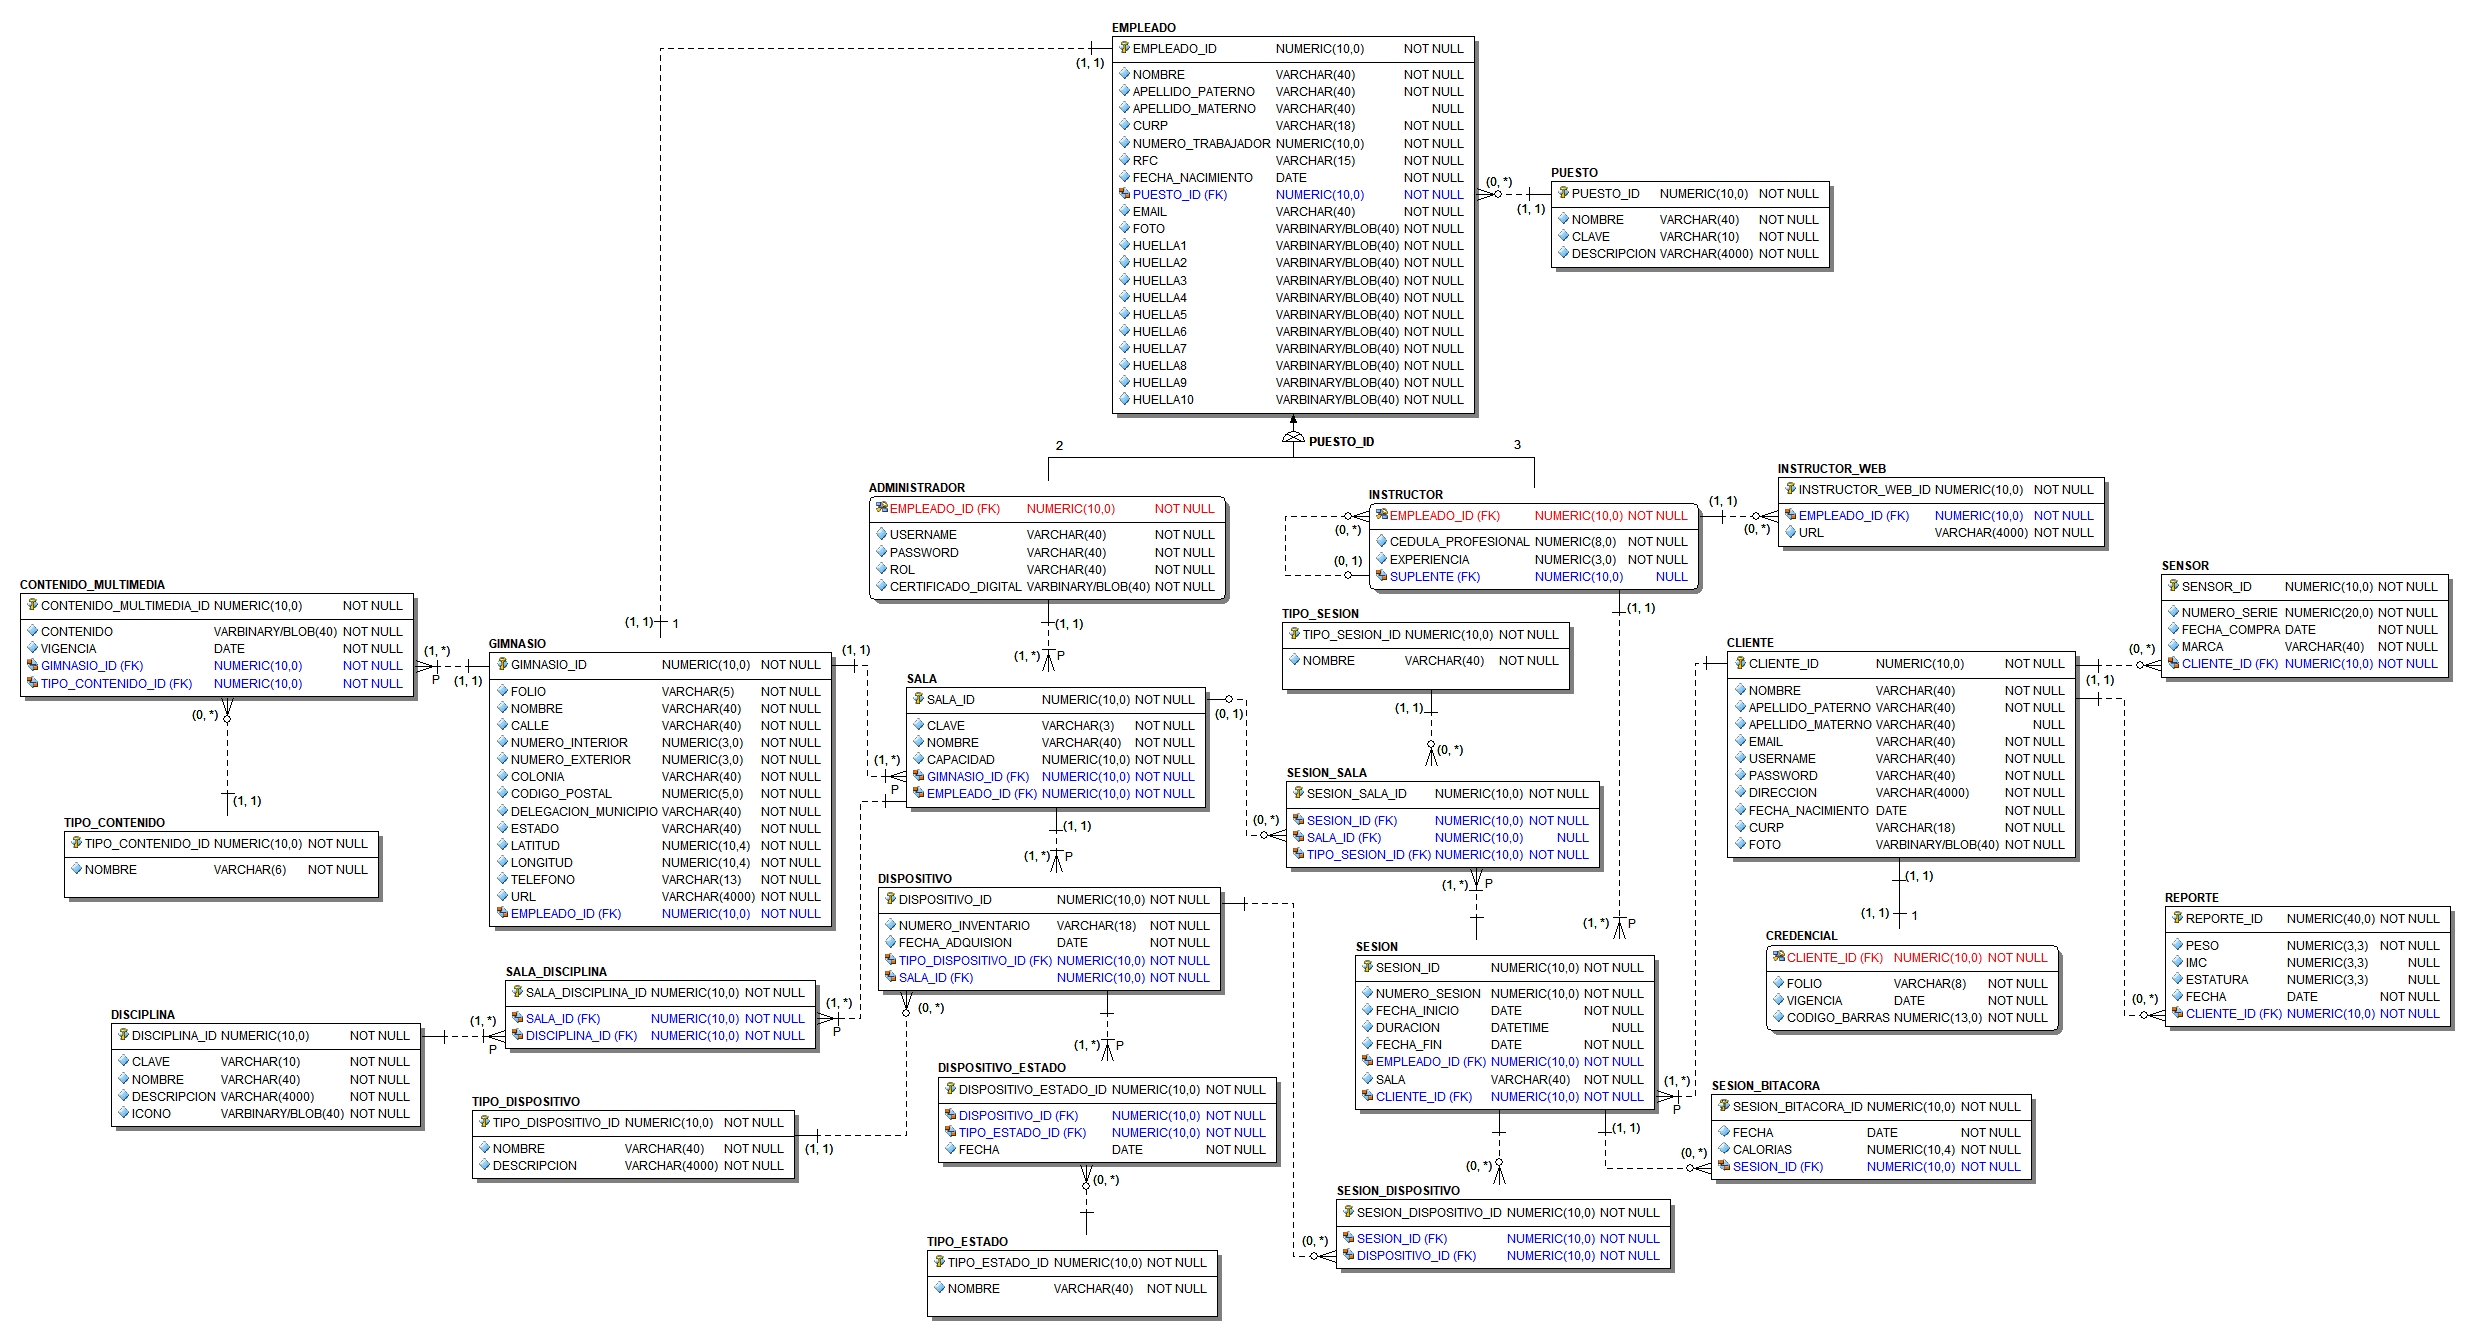 EMPLEADO
EMPLEADO_ID NUMERIC(10,0) NOT NULL
NOMBRE VARCHAR(40) NOT NULL
APELLIDO_PATERNO VARCHAR(40) NOT NULL
APELLIDO_MATERNO VARCHAR(40) NULL
CURP VARCHAR(18) NOT NULL
NUMERO_TRABAJADOR NUMERIC(10,0) NOT NULL
RFC VARCHAR(15) NOT NULL
FECHA_NACIMIENTO DATE NOT NULL
PUESTO_ID (FK) NUMERIC(10,0) NOT NULL
EMAIL VARCHAR(40) NOT NULL
FOTO VARBINARY/BLOB(40) NOT NULL
HUELLA1 VARBINARY/BLOB(40) NOT NULL
HUELLA2 VARBINARY/BLOB(40) NOT NULL
HUELLA3 VARBINARY/BLOB(40) NOT NULL
HUELLA4 VARBINARY/BLOB(40) NOT NULL
HUELLA5 VARBINARY/BLOB(40) NOT NULL
HUELLA6 VARBINARY/BLOB(40) NOT NULL
HUELLA7 VARBINARY/BLOB(40) NOT NULL
HUELLA8 VARBINARY/BLOB(40) NOT NULL
HUELLA9 VARBINARY/BLOB(40) NOT NULL
HUELLA10 VARBINARY/BLOB(40) NOT NULL
(1, 1)
(0, *)
(1, 1)
PUESTO
PUESTO_ID NUMERIC(10,0) NOT NULL
NOMBRE VARCHAR(40) NOT NULL
CLAVE VARCHAR(10) NOT NULL
DESCRIPCION VARCHAR(4000) NOT NULL
PUESTO_ID
2
3
ADMINISTRADOR
EMPLEADO_ID (FK) NUMERIC(10,0) NOT NULL
USERNAME VARCHAR(40) NOT NULL
PASSWORD VARCHAR(40) NOT NULL
ROL VARCHAR(40) NOT NULL
CERTIFICADO_DIGITAL VARBINARY/BLOB(40) NOT NULL
(1, 1)
(1, *) P
INSTRUCTOR
EMPLEADO_ID (FK) NUMERIC(10,0) NOT NULL
CEDULA_PROFESIONAL NUMERIC(8,0) NOT NULL
EXPERIENCIA NUMERIC(3,0) NOT NULL
SUPLENTE (FK) NUMERIC(10,0) NULL
(0, *)
(0, 1)
(1, 1)
(0, *)
(1, 1)
(1, *) P
INSTRUCTOR_WEB
INSTRUCTOR_WEB_ID NUMERIC(10,0) NOT NULL
EMPLEADO_ID (FK) NUMERIC(10,0) NOT NULL
URL VARCHAR(4000) NOT NULL
CONTENIDO_MULTIMEDIA
CONTENIDO_MULTIMEDIA_ID NUMERIC(10,0) NOT NULL
CONTENIDO VARBINARY/BLOB(40) NOT NULL
VIGENCIA DATE NOT NULL
GIMNASIO_ID (FK) NUMERIC(10,0) NOT NULL
TIPO_CONTENIDO_ID (FK) NUMERIC(10,0) NOT NULL
(1, *)
P
(1, 1)
(0, *)
(1, 1)
TIPO_CONTENIDO
TIPO_CONTENIDO_ID NUMERIC(10,0) NOT NULL
NOMBRE VARCHAR(6) NOT NULL
(1, 1) 1
GIMNASIO
GIMNASIO_ID NUMERIC(10,0) NOT NULL
FOLIO VARCHAR(5) NOT NULL
NOMBRE VARCHAR(40) NOT NULL
CALLE VARCHAR(40) NOT NULL
NUMERO_INTERIOR NUMERIC(3,0) NOT NULL
NUMERO_EXTERIOR NUMERIC(3,0) NOT NULL
COLONIA VARCHAR(40) NOT NULL
CODIGO_POSTAL NUMERIC(5,0) NOT NULL
DELEGACION_MUNICIPIO VARCHAR(40) NOT NULL
ESTADO VARCHAR(40) NOT NULL
LATITUD NUMERIC(10,4) NOT NULL
LONGITUD NUMERIC(10,4) NOT NULL
TELEFONO VARCHAR(13) NOT NULL
URL VARCHAR(4000) NOT NULL
EMPLEADO_ID (FK) NUMERIC(10,0) NOT NULL
(1, 1)
(1, *)
P
SALA
SALA_ID NUMERIC(10,0) NOT NULL
CLAVE VARCHAR(3) NOT NULL
NOMBRE VARCHAR(40) NOT NULL
CAPACIDAD NUMERIC(10,0) NOT NULL
GIMNASIO_ID (FK) NUMERIC(10,0) NOT NULL
EMPLEADO_ID (FK) NUMERIC(10,0) NOT NULL
(0, 1)
(0, *)
(1, 1)
(1, *) P
TIPO_SESION
TIPO_SESION_ID NUMERIC(10,0) NOT NULL
NOMBRE VARCHAR(40) NOT NULL
(1, 1)
(0, *)
SESION_SALA
SESION_SALA_ID NUMERIC(10,0) NOT NULL
SESION_ID (FK) NUMERIC(10,0) NOT NULL
SALA_ID (FK) NUMERIC(10,0) NULL
TIPO_SESION_ID (FK) NUMERIC(10,0) NOT NULL
(1, *) P
CLIENTE
CLIENTE_ID NUMERIC(10,0) NOT NULL
NOMBRE VARCHAR(40) NOT NULL
APELLIDO_PATERNO VARCHAR(40) NOT NULL
APELLIDO_MATERNO VARCHAR(40) NULL
EMAIL VARCHAR(40) NOT NULL
USERNAME VARCHAR(40) NOT NULL
PASSWORD VARCHAR(40) NOT NULL
DIRECCION VARCHAR(4000) NOT NULL
FECHA_NACIMIENTO DATE NOT NULL
CURP VARCHAR(18) NOT NULL
FOTO VARBINARY/BLOB(40) NOT NULL
(1, 1)
(0, *)
(0, *)
(1, 1)
(1, 1) 1
SENSOR
SENSOR_ID NUMERIC(10,0) NOT NULL
NUMERO_SERIE NUMERIC(20,0) NOT NULL
FECHA_COMPRA DATE NOT NULL
MARCA VARCHAR(40) NOT NULL
CLIENTE_ID (FK) NUMERIC(10,0) NOT NULL
REPORTE
REPORTE_ID NUMERIC(40,0) NOT NULL
PESO NUMERIC(3,3) NOT NULL
IMC NUMERIC(3,3) NULL
ESTATURA NUMERIC(3,3) NULL
FECHA DATE NOT NULL
CLIENTE_ID (FK) NUMERIC(10,0) NOT NULL
CREDENCIAL
CLIENTE_ID (FK) NUMERIC(10,0) NOT NULL
FOLIO VARCHAR(8) NOT NULL
VIGENCIA DATE NOT NULL
CODIGO_BARRAS NUMERIC(13,0) NOT NULL
DISPOSITIVO
DISPOSITIVO_ID NUMERIC(10,0) NOT NULL
NUMERO_INVENTARIO VARCHAR(18) NOT NULL
FECHA_ADQUISION DATE NOT NULL
TIPO_DISPOSITIVO_ID (FK) NUMERIC(10,0) NOT NULL
SALA_ID (FK) NUMERIC(10,0) NOT NULL
(0, *)
(1, *) P
SESION
SESION_ID NUMERIC(10,0) NOT NULL
NUMERO_SESION NUMERIC(10,0) NOT NULL
FECHA_INICIO DATE NOT NULL
DURACION DATETIME NULL
FECHA_FIN DATE NOT NULL
EMPLEADO_ID (FK) NUMERIC(10,0) NOT NULL
SALA VARCHAR(40) NOT NULL
CLIENTE_ID (FK) NUMERIC(10,0) NOT NULL
(1, *)
P
(1, 1)
(0, *)
(0, *)
SALA_DISCIPLINA
SALA_DISCIPLINA_ID NUMERIC(10,0) NOT NULL
SALA_ID (FK) NUMERIC(10,0) NOT NULL
DISCIPLINA_ID (FK) NUMERIC(10,0) NOT NULL
(1, *)
P
(1, *)
P
DISCIPLINA
DISCIPLINA_ID NUMERIC(10,0) NOT NULL
CLAVE VARCHAR(10) NOT NULL
NOMBRE VARCHAR(40) NOT NULL
DESCRIPCION VARCHAR(4000) NOT NULL
ICONO VARBINARY/BLOB(40) NOT NULL
TIPO_DISPOSITIVO
TIPO_DISPOSITIVO_ID NUMERIC(10,0) NOT NULL
NOMBRE VARCHAR(40) NOT NULL
DESCRIPCION VARCHAR(4000) NOT NULL
(1, 1)
DISPOSITIVO_ESTADO
DISPOSITIVO_ESTADO_ID NUMERIC(10,0) NOT NULL
DISPOSITIVO_ID (FK) NUMERIC(10,0) NOT NULL
TIPO_ESTADO_ID (FK) NUMERIC(10,0) NOT NULL
FECHA DATE NOT NULL
(0, *)
SESION_BITACORA
SESION_BITACORA_ID NUMERIC(10,0) NOT NULL
FECHA DATE NOT NULL
CALORIAS NUMERIC(10,4) NOT NULL
SESION_ID (FK) NUMERIC(10,0) NOT NULL
SESION_DISPOSITIVO
SESION_DISPOSITIVO_ID NUMERIC(10,0) NOT NULL
SESION_ID (FK) NUMERIC(10,0) NOT NULL
DISPOSITIVO_ID (FK) NUMERIC(10,0) NOT NULL
(0, *)
TIPO_ESTADO
TIPO_ESTADO_ID NUMERIC(10,0) NOT NULL
NOMBRE VARCHAR(40) NOT NULL